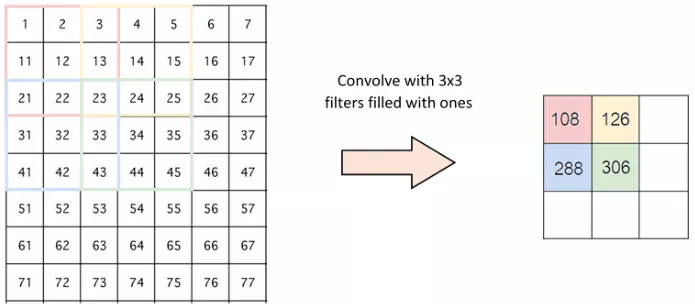 1 2 3 4 5 6 7
11 12 13 14 15 16 17
21 22 23 24 25 26 27
31 32 33 34 35 36 37
41 42 43 44 45 46 47
51 52 53 54 55 56 57
61 62 63 64 65 66 67
71 72 73 74 75 76 77
Convolve with 3x3
filters filled with ones
108 126
288 306